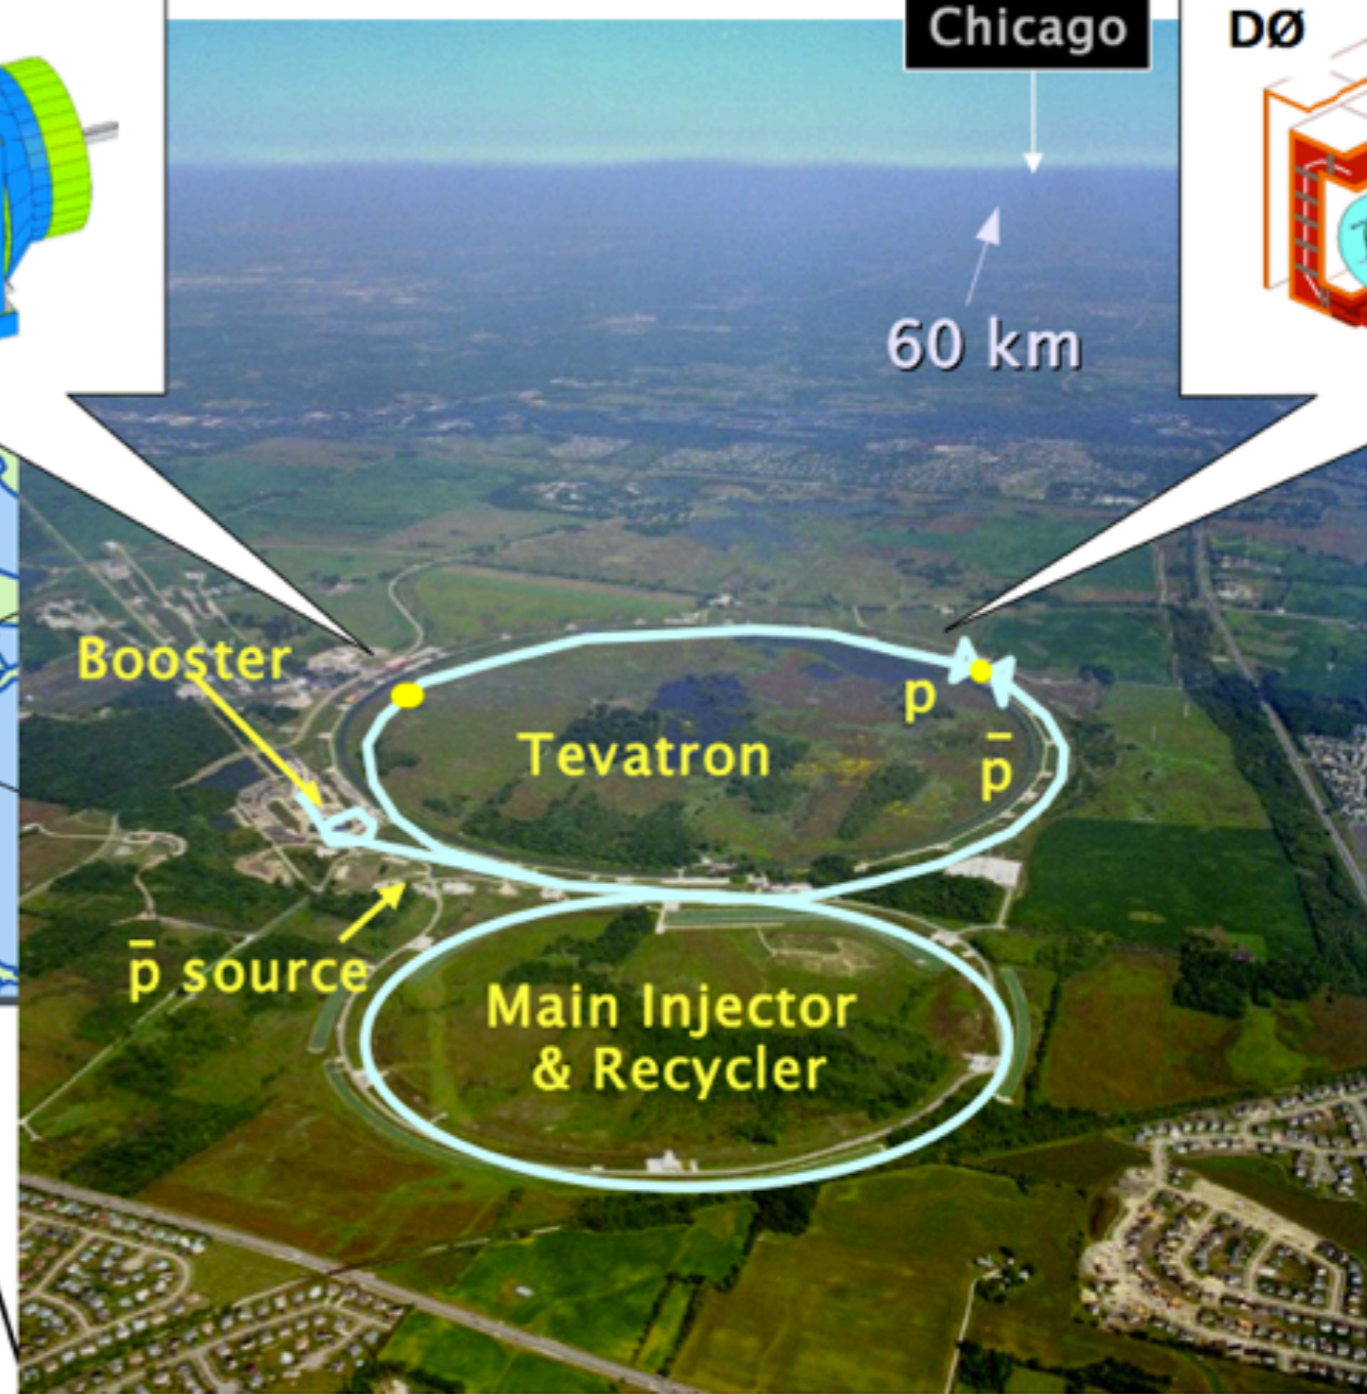 Chicago
DØ
60 km
Booster
p
Tevatron
p̄
p̄ source
Main Injector
& Recycler